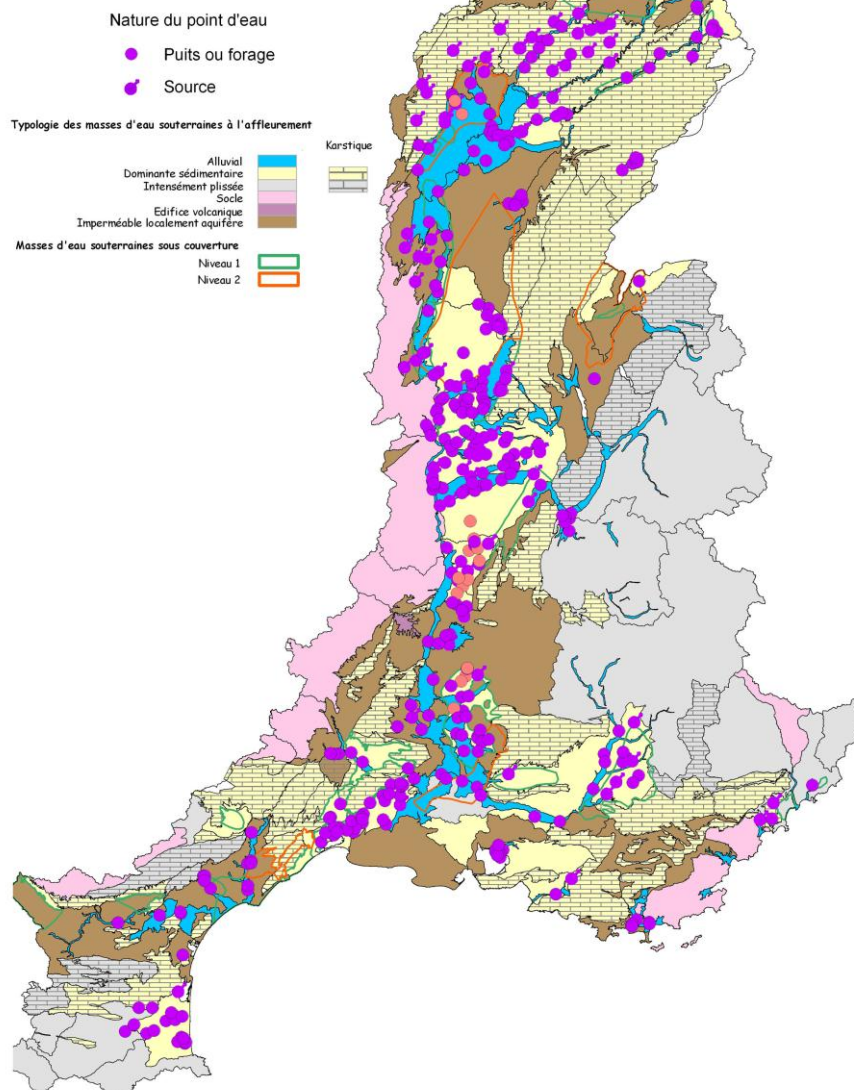 Nature du point d'eau
Puits ou forage
Source
Typologie des masses d'eau souterraines à l'affleurement
Karstique
Alluvial
Dominante sédimentaire
Intensément plissée
Socle
Edifice volcanique
Imperméable localement aquifère
Masses d'eau souterraines sous couverture
Niveau 1
Niveau 2